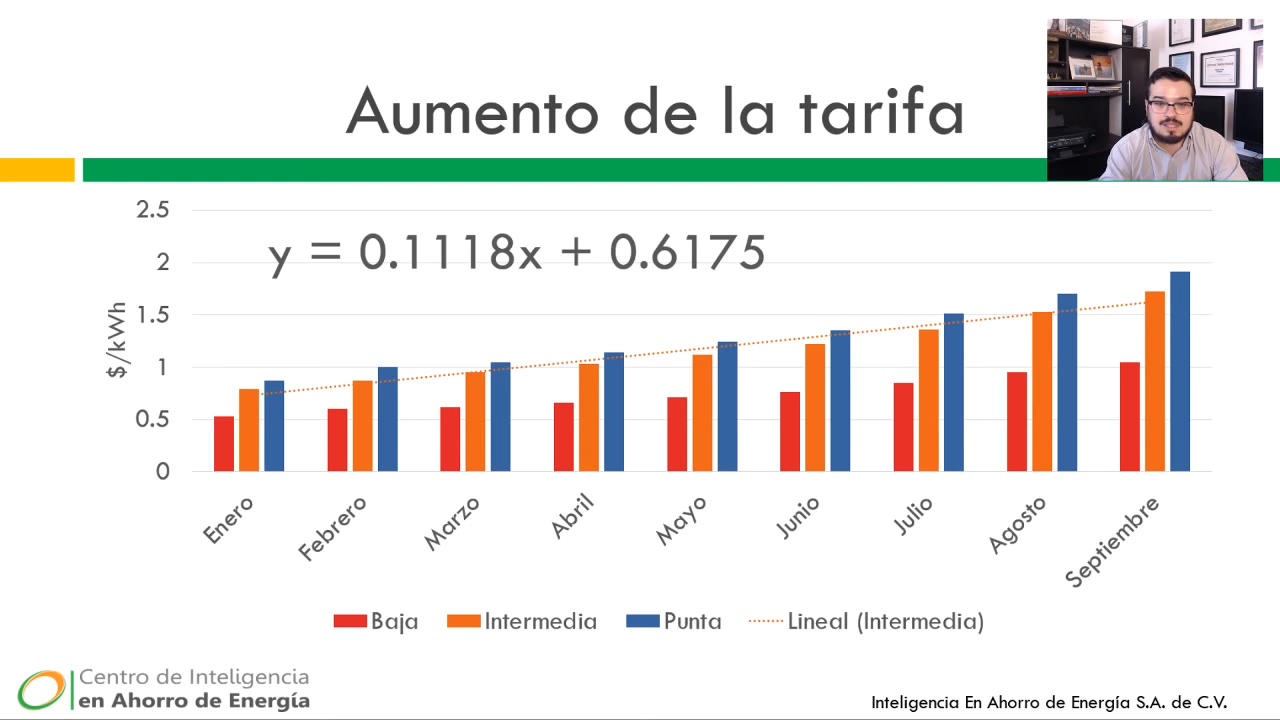 Aumento de la tarifa
y = 0.1118x + 0.6175
2.5
2
1.5
1
0.5
0
$/kWh
Enero
Febrero
Marzo
Abril
Mayo
Junio
Julio
Agosto
Septiembre
Baja
Intermedia
Punta
Lineal (Intermedia)
Centro de Inteligencia
en Ahorro de Energía
Inteligencia En Ahorro de Energía S.A. de C.V.